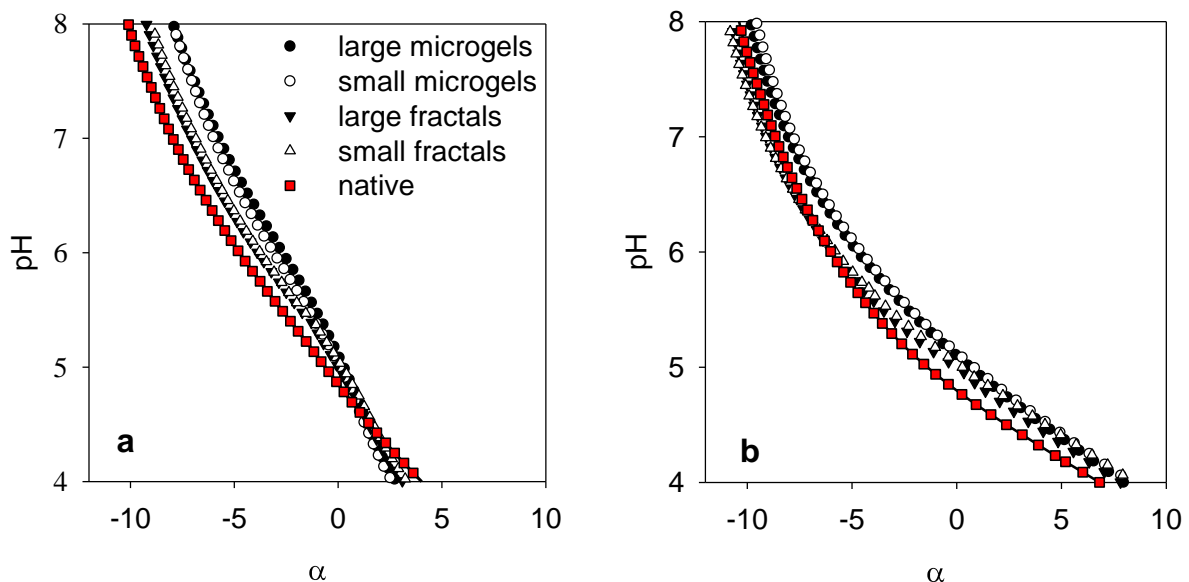 8
7
6
5
4
pH
-10 -5 0 5 10
α
large microgels
small microgels
large fractals
small fractals
native
a
8
7
6
5
4
pH
-10 -5 0 5 10
α
b